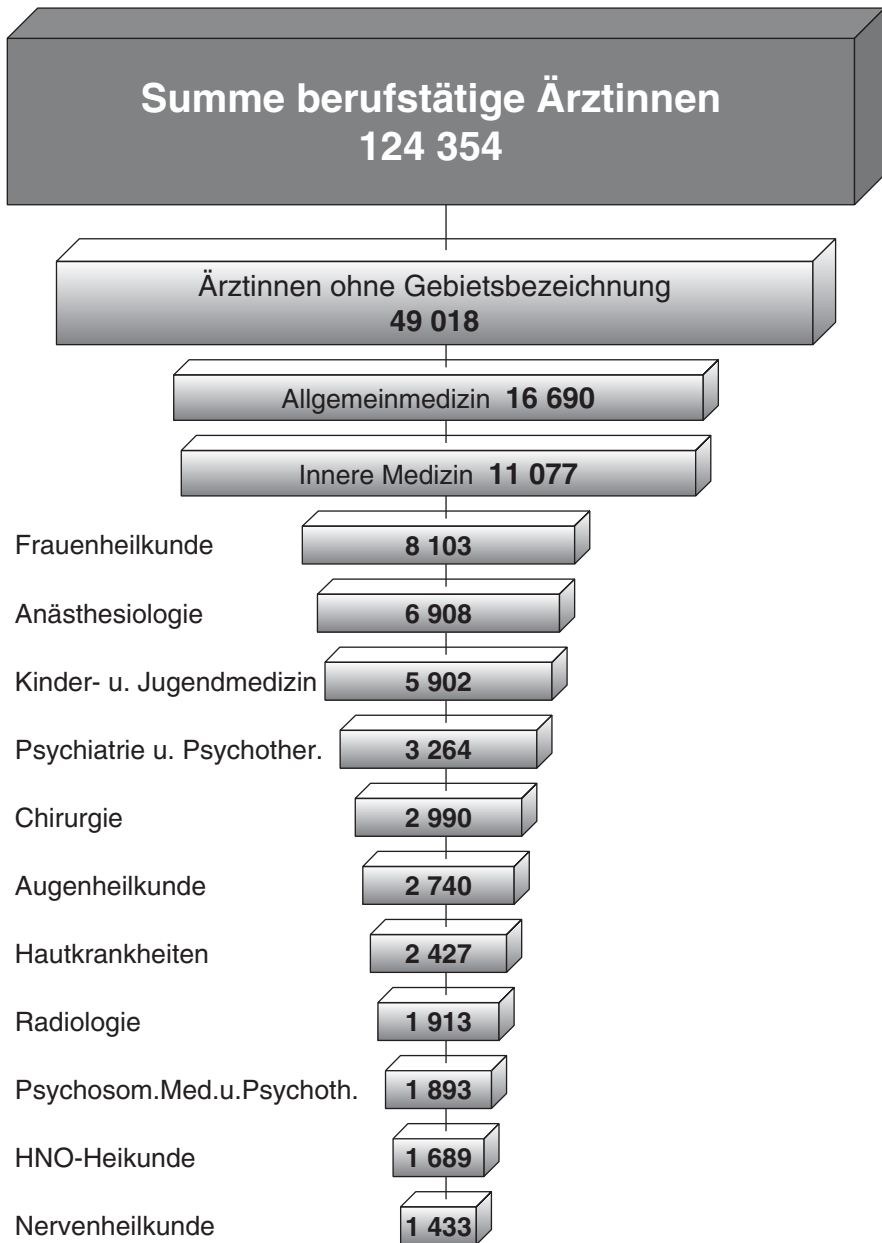 Summe berufstätige Ärztinnen
124 354
Ärztinnen ohne Gebietsbezeichnung
49 018
Allgemeinmedizin 16 690
Innere Medizin 11 077
Frauenheilkunde 8 103
Anästhesiologie 6 908
Kinder- u. Jugendmedizin 5 902
Psychiatrie u. Psychother. 3 264
Chirurgie 2 990
Augenheilkunde 2 740
Hautkrankheiten 2 427
Radiologie 1 913
Psychosom.Med.u.Psychoth. 1 893
HNO-Heikunde 1 689
Nervenheilkunde 1 433